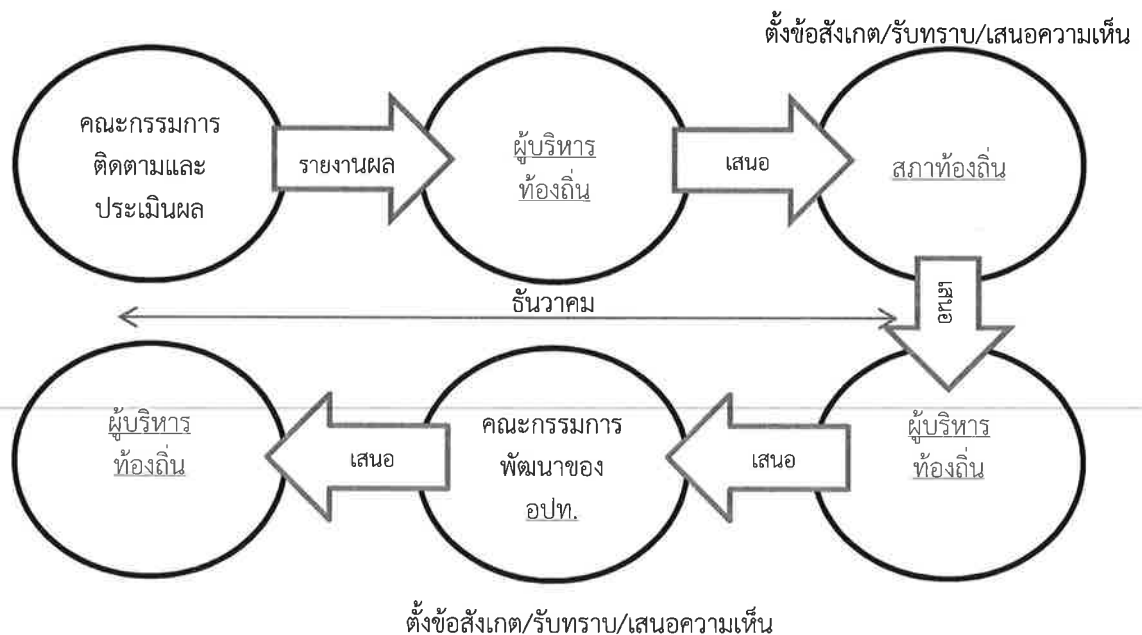 ตั้งข้อสังเกต/รับทราบ/เสนอความเห็น
คณะกรรมการ
ติดตามและ
ประเมินผล
รายงานผล
ผู้บริหาร
ท้องถิ่น
เสนอ
สภาท้องถิ่น
เสนอ
ธันวาคม
ผู้บริหาร
ท้องถิ่น
เสนอ
คณะกรรมการ
พัฒนาของ
อปท.
เสนอ
ผู้บริหาร
ท้องถิ่น
ตั้งข้อสังเกต/รับทราบ/เสนอความเห็น